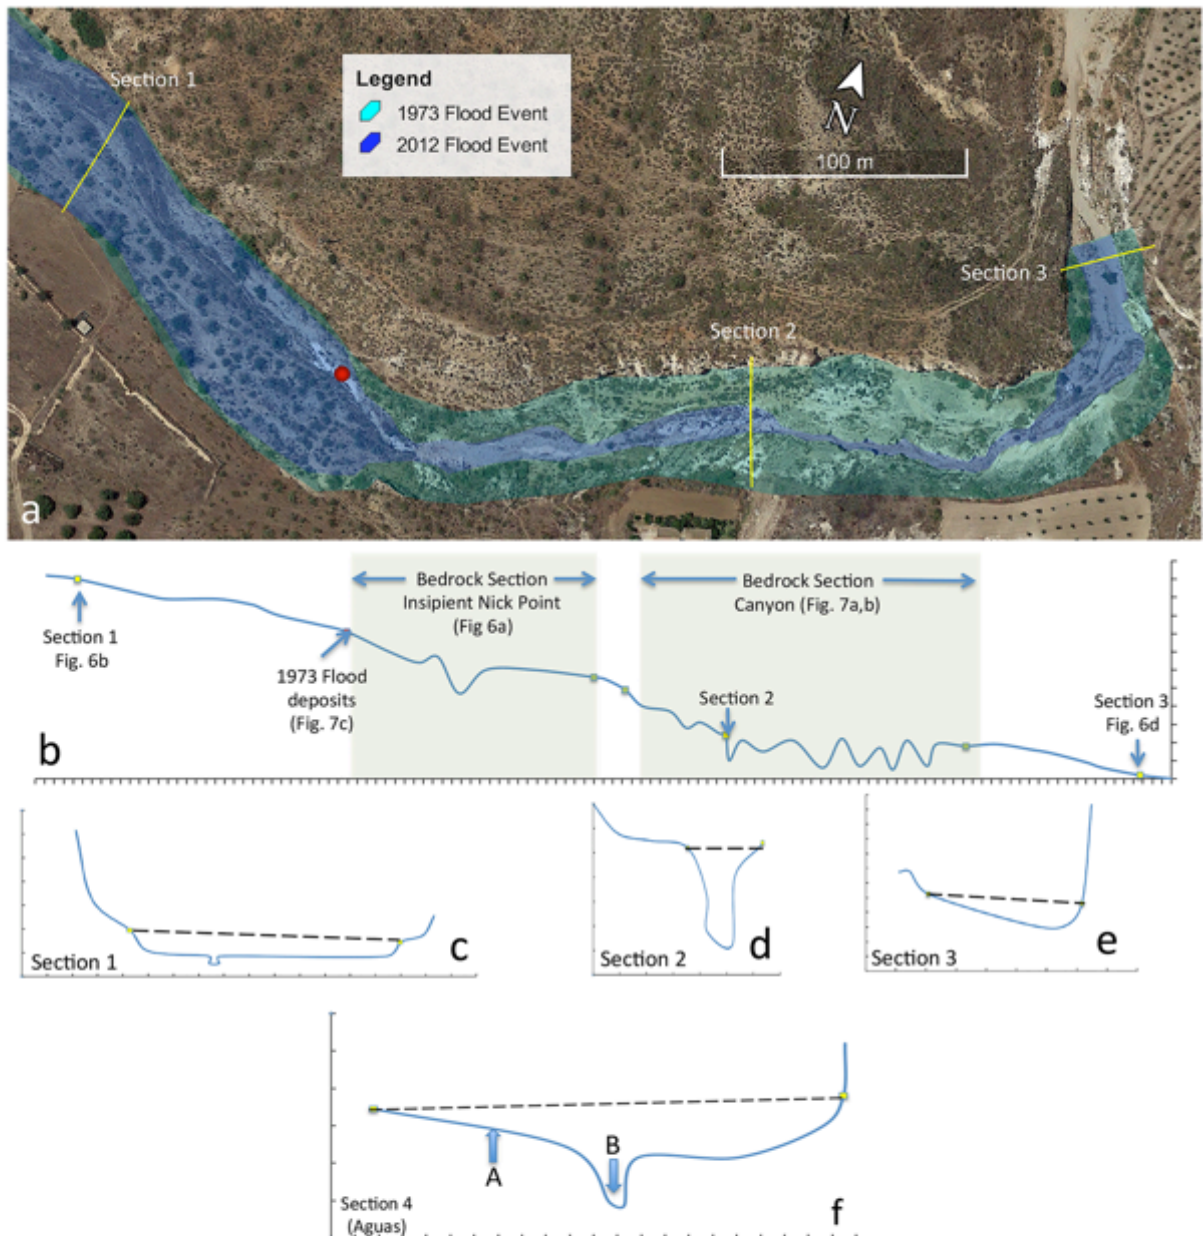 Section 1
Legend
1973 Flood Event
2012 Flood Event
N
100 m
Section 3
Section 2
a
Bedrock Section
Insipient Nick Point
(Fig 6a)
Bedrock Section
Canyon (Fig. 7a,b)
Section 1
Fig. 6b
1973 Flood
deposits
(Fig. 7c)
Section 2
Section 3
Fig. 6d
b
Section 1
c
Section 2
d
Section 3
e
A
B
Section 4
(Aguas)
f